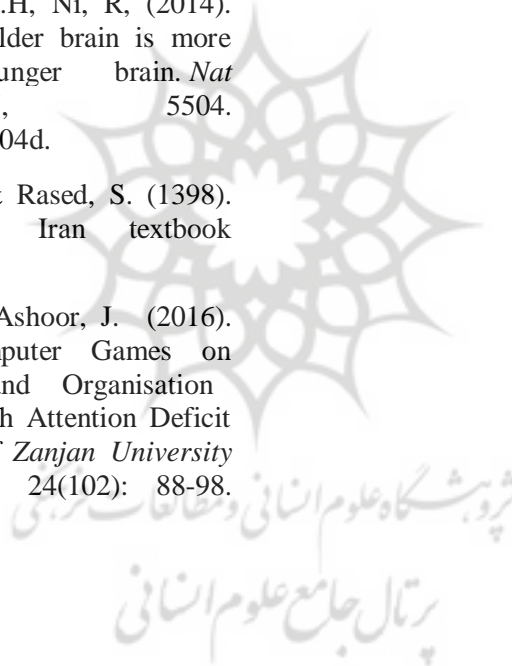 .H, Ni, R, (2014).
lder brain is more
unger brain. Nat
, 5504.
04d.
t Rased, S. (1398).
Iran textbook
Ashoor, J. (2016).
nputer Games on
nd Organisation
h Attention Deficit
f Zanjan University
24(102): 88-98.
پژوهشگاه علوم انسانی و مطالعات فرهنگی
پرتال جامع علوم انسانی